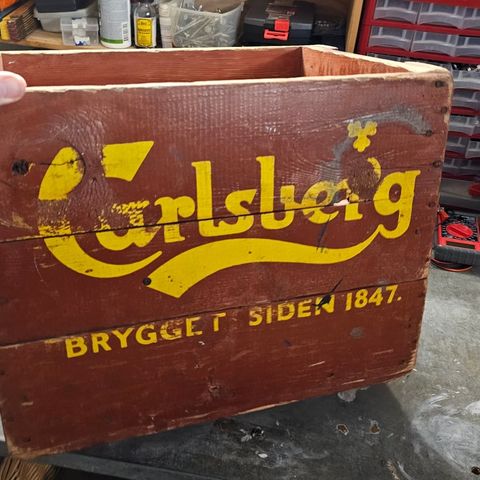 Carlsberg
BRYGGET SIDEN 1847.